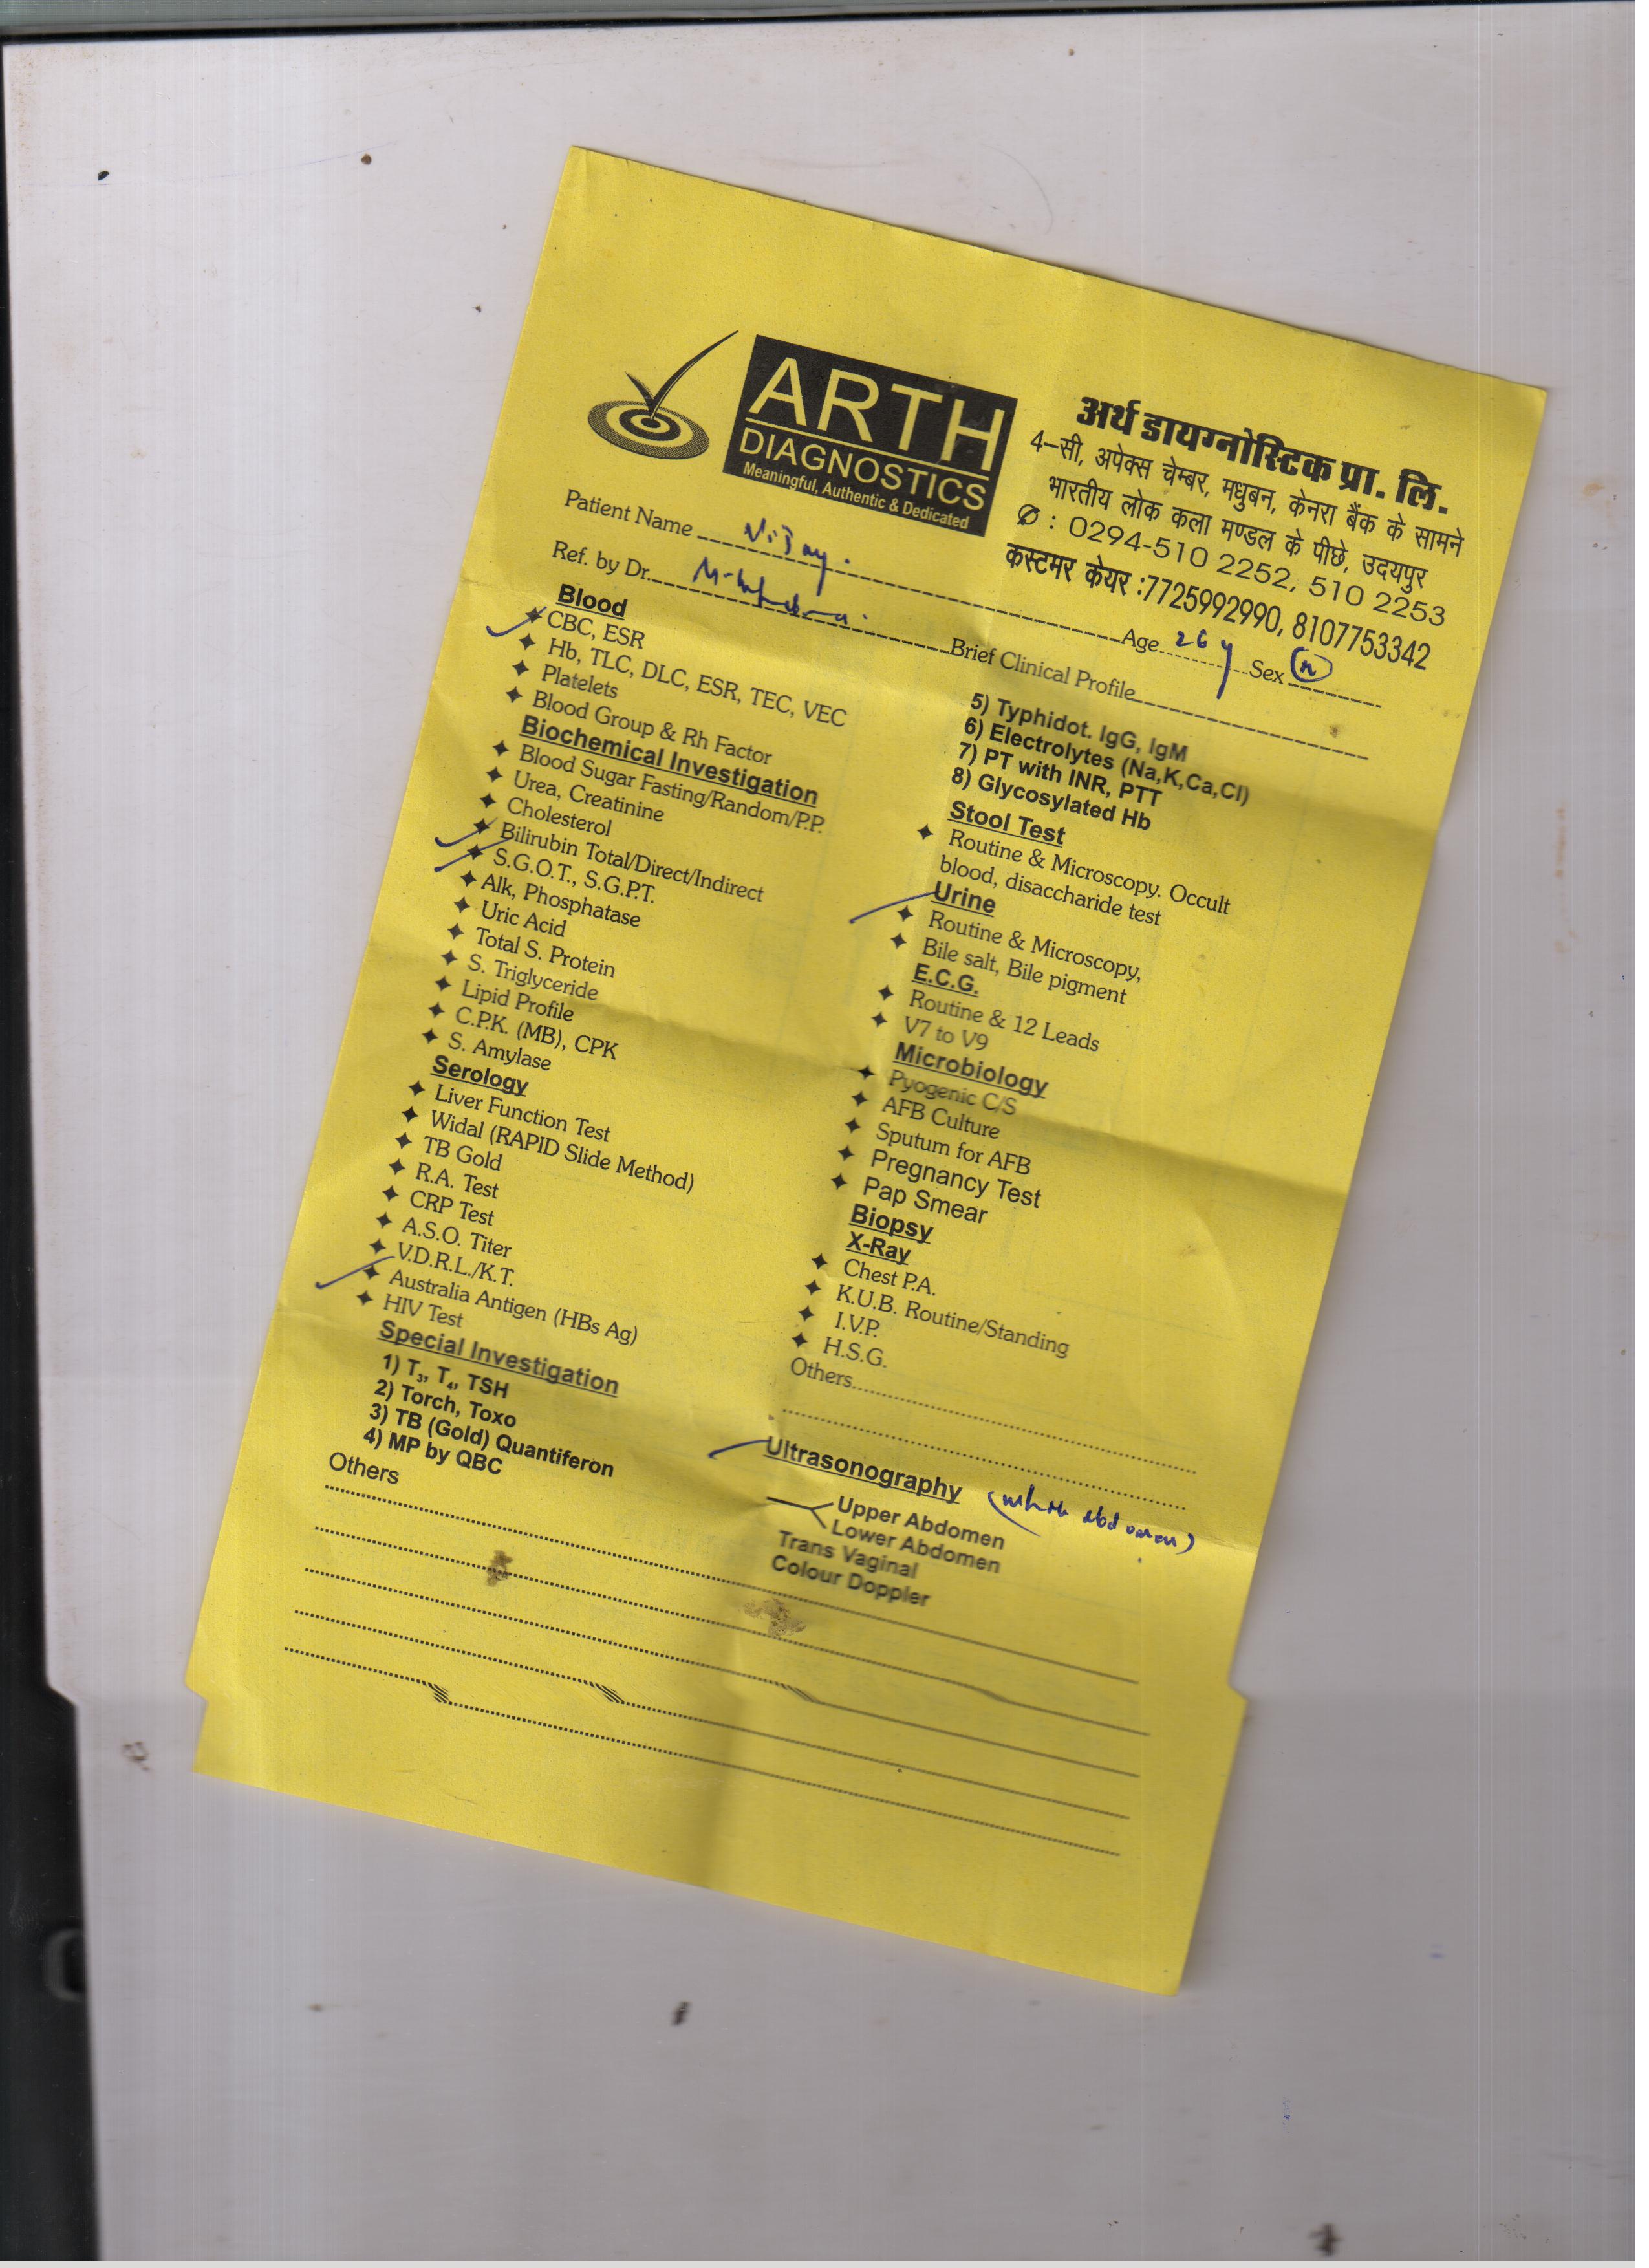 ARTH
DIAGNOSTICS
Meaningful, Authentic & Dedicated
अर्थ डायग्नोस्टिक प्रा. लि.
4-सी, अपेक्स चेम्बर, मधुबन, केनरा बैंक के सामने
भारतीय लोक कला मण्डल के पीछे, उदयपुर
✆ : 0294-510 2252, 510 2253
कस्टमर केयर :7725992990, 8107753342
Patient Name Vijay. Age 26 y Sex M
Ref. by Dr. Brief Clinical Profile
Blood
CBC, ESR
Hb, TLC, DLC, ESR, TEC, VEC
Platelets
Blood Group & Rh Factor
Biochemical Investigation
Blood Sugar Fasting/Random/P.P.
Urea, Creatinine
Cholesterol
Bilirubin Total/Direct/Indirect
S.G.O.T., S.G.P.T.
Alk, Phosphatase
Uric Acid
Total S. Protein
S. Triglyceride
Lipid Profile
C.P.K. (MB), CPK
S. Amylase
Serology
Liver Function Test
Widal (RAPID Slide Method)
TB Gold
R.A. Test
CRP Test
A.S.O. Titer
V.D.R.L./K.T.
Australia Antigen (HBs Ag)
HIV Test
Special Investigation
1) T₃, T₄, TSH
2) Torch, Toxo
3) TB (Gold) Quantiferon
4) MP by QBC
Others
5) Typhidot. IgG, IgM
6) Electrolytes (Na,K,Ca,Cl)
7) PT with INR, PTT
8) Glycosylated Hb
Stool Test
Routine & Microscopy. Occult
blood, disaccharide test
Urine
Routine & Microscopy,
Bile salt, Bile pigment
E.C.G.
Routine & 12 Leads
V7 to V9
Microbiology
Pyogenic C/S
AFB Culture
Sputum for AFB
Pregnancy Test
Pap Smear
Biopsy
X-Ray
Chest P.A.
K.U.B. Routine/Standing
I.V.P.
H.S.G.
Others
Ultrasonography (whole abdomen)
Upper Abdomen
Lower Abdomen
Trans Vaginal
Colour Doppler